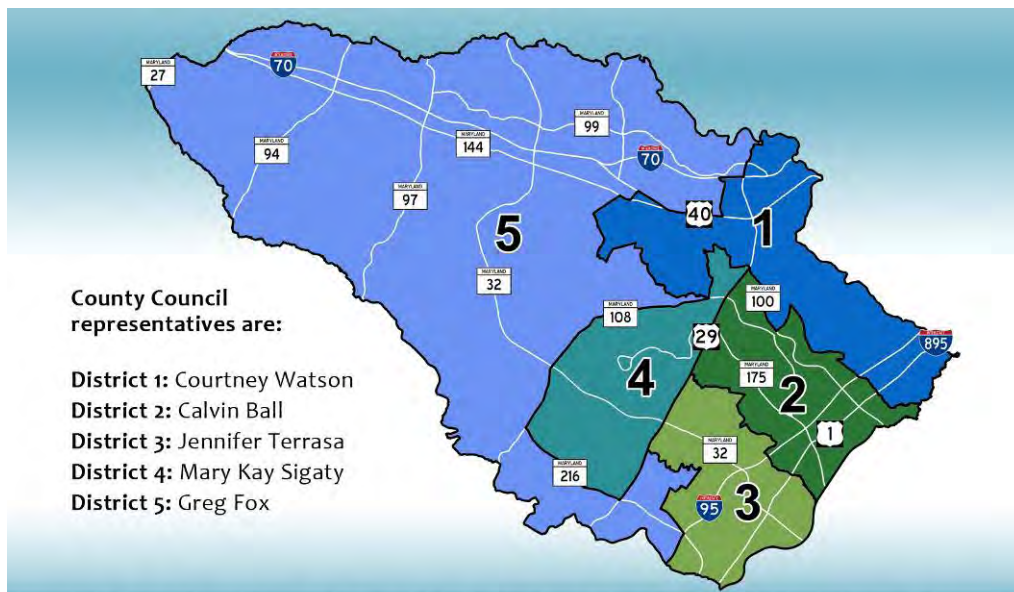 MARYLAND
27
INTERSTATE
70
MARYLAND
94
MARYLAND
144
MARYLAND
99
INTERSTATE
70
MARYLAND
97
40
1
5
MARYLAND
32
MARYLAND
100
MARYLAND
108
29
895
4
MARYLAND
175
2
1
MARYLAND
32
MARYLAND
216
95
3
County Council
representatives are:
District 1: Courtney Watson
District 2: Calvin Ball
District 3: Jennifer Terrasa
District 4: Mary Kay Sigaty
District 5: Greg Fox